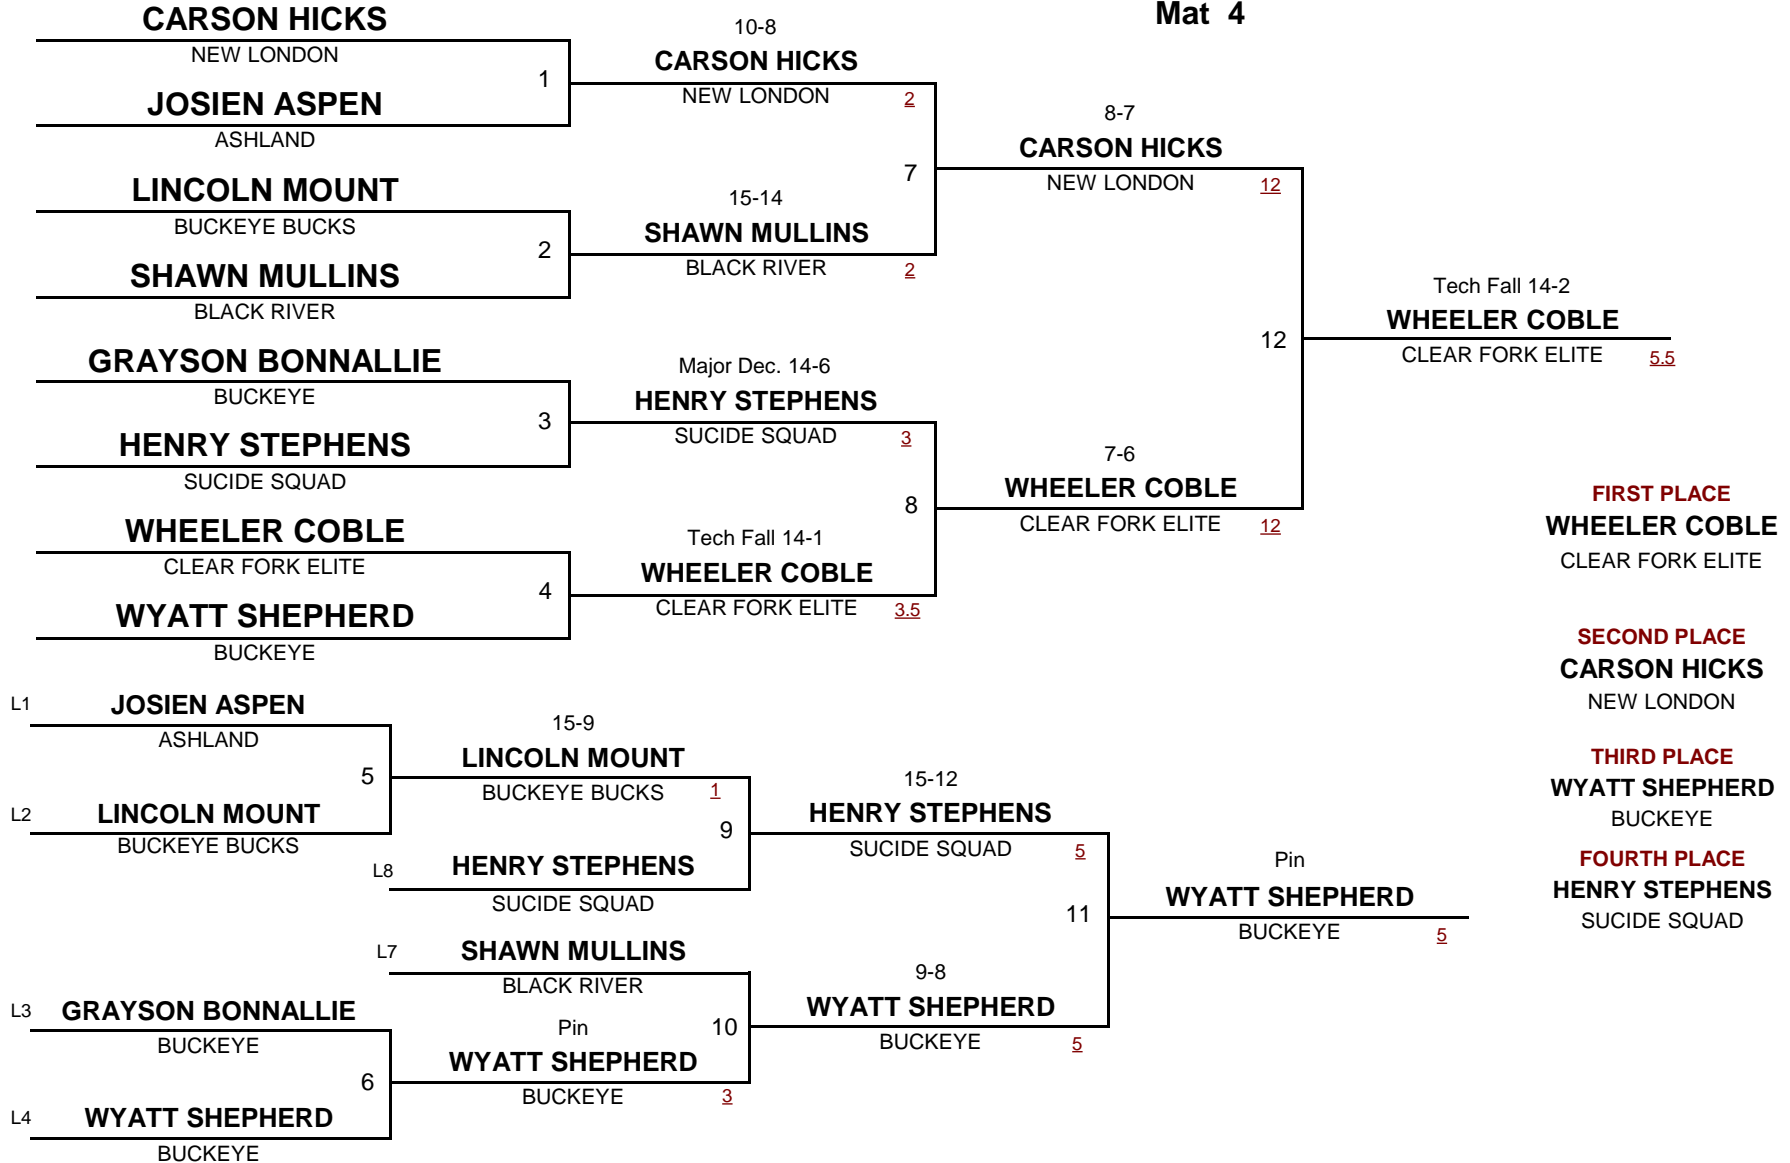 Mat 4
CARSON HICKS
NEW LONDON
1
JOSIEN ASPEN
ASHLAND
LINCOLN MOUNT
BUCKEYE BUCKS
2
SHAWN MULLINS
BLACK RIVER
GRAYSON BONNALLIE
BUCKEYE
3
HENRY STEPHENS
SUCIDE SQUAD
WHEELER COBLE
CLEAR FORK ELITE
4
WYATT SHEPHERD
BUCKEYE
10-8
CARSON HICKS
NEW LONDON 2
7
15-14
SHAWN MULLINS
BLACK RIVER 2
Major Dec. 14-6
HENRY STEPHENS
SUCIDE SQUAD 3
8
Tech Fall 14-1
WHEELER COBLE
CLEAR FORK ELITE 3.5
8-7
CARSON HICKS
NEW LONDON 12
12
7-6
WHEELER COBLE
CLEAR FORK ELITE 12
Tech Fall 14-2
WHEELER COBLE
CLEAR FORK ELITE 5.5
L1 JOSIEN ASPEN
ASHLAND
5
L2 LINCOLN MOUNT
BUCKEYE BUCKS
15-9
LINCOLN MOUNT
BUCKEYE BUCKS 1
9
L8 HENRY STEPHENS
SUCIDE SQUAD
L7 SHAWN MULLINS
BLACK RIVER
10
L3 GRAYSON BONNALLIE
BUCKEYE
6
L4 WYATT SHEPHERD
BUCKEYE
Pin
WYATT SHEPHERD
BUCKEYE 3
15-12
HENRY STEPHENS
SUCIDE SQUAD 5
11
9-8
WYATT SHEPHERD
BUCKEYE 5
Pin
WYATT SHEPHERD
BUCKEYE 5
FIRST PLACE
WHEELER COBLE
CLEAR FORK ELITE
SECOND PLACE
CARSON HICKS
NEW LONDON
THIRD PLACE
WYATT SHEPHERD
BUCKEYE
FOURTH PLACE
HENRY STEPHENS
SUCIDE SQUAD